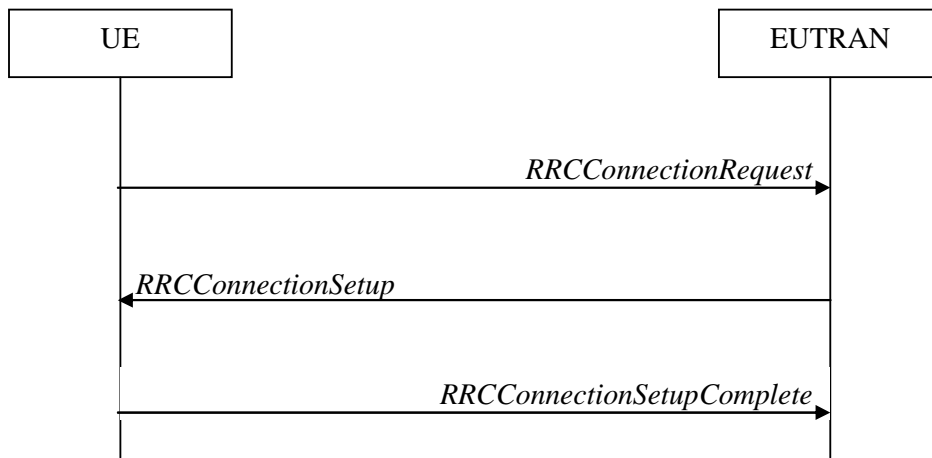 UE
EUTRAN
RRCConnectionRequest
RRCConnectionSetup
RRCConnectionSetupComplete